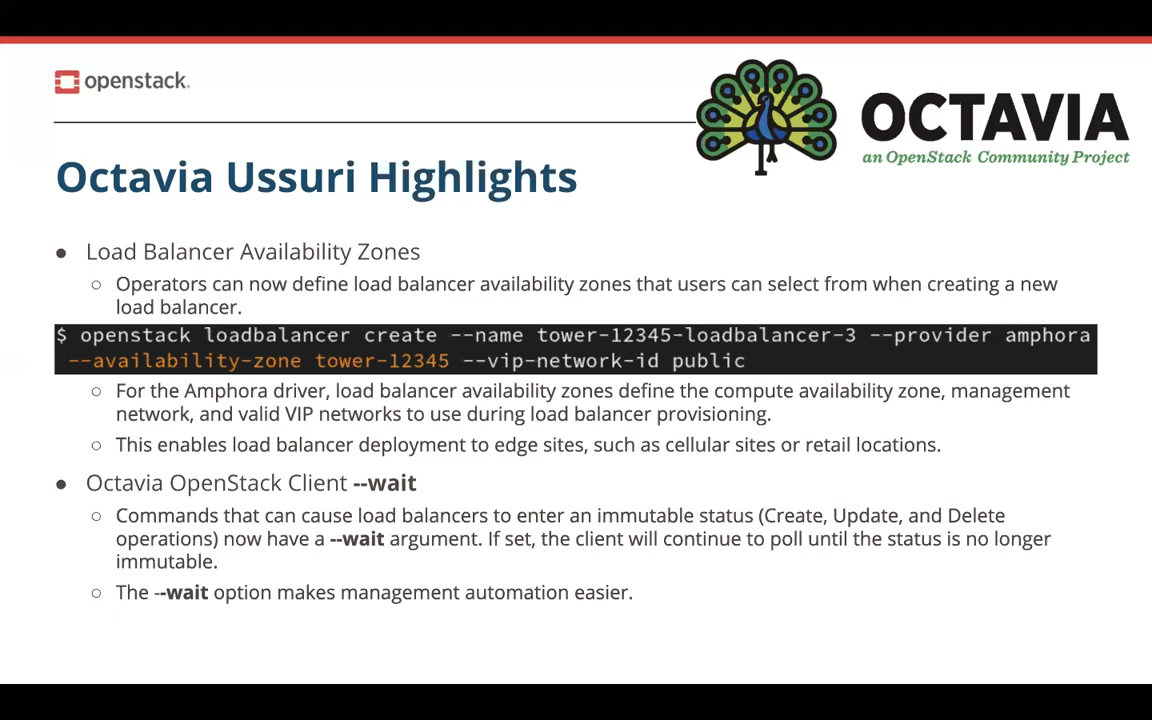 openstack.
OCTAVIA
an OpenStack Community Project
Octavia Ussuri Highlights
● Load Balancer Availability Zones
○ Operators can now define load balancer availability zones that users can select from when creating a new
load balancer.
$ openstack loadbalancer create --name tower-12345-loadbalancer-3 --provider amphora
--availability-zone tower-12345 --vip-network-id public
○ For the Amphora driver, load balancer availability zones define the compute availability zone, management
network, and valid VIP networks to use during load balancer provisioning.
○ This enables load balancer deployment to edge sites, such as cellular sites or retail locations.
● Octavia OpenStack Client --wait
○ Commands that can cause load balancers to enter an immutable status (Create, Update, and Delete
operations) now have a --wait argument. If set, the client will continue to poll until the status is no longer
immutable.
○ The --wait option makes management automation easier.